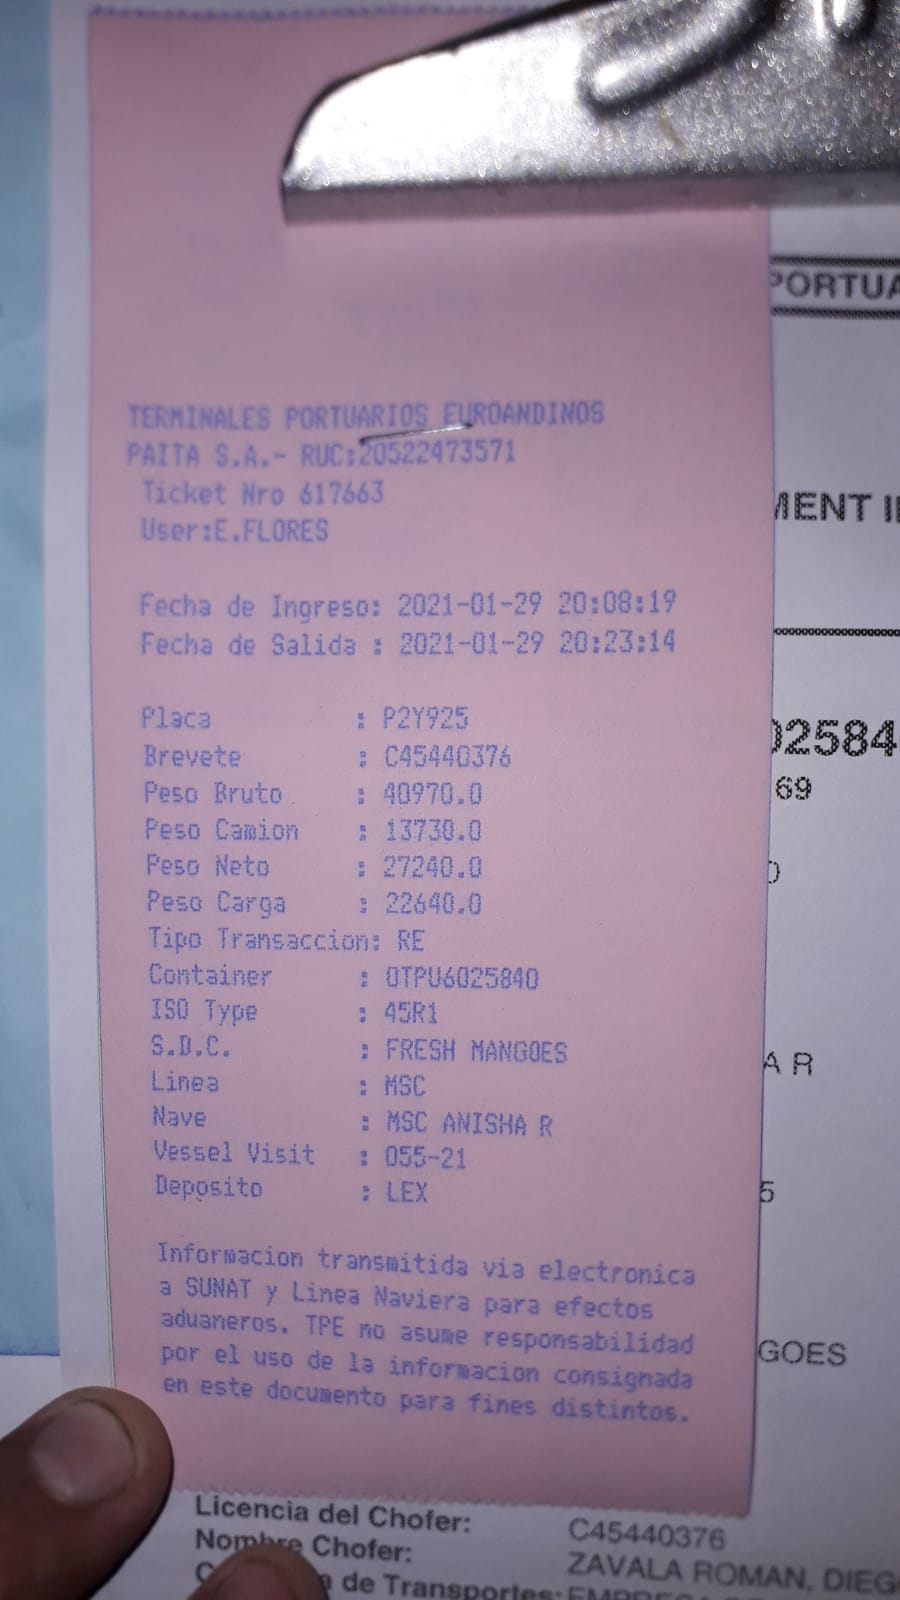 PORTUA
TERMINALES PORTUARIOS EUROANDINOS
PAITA S.A.- RUC:20522473571
Ticket Nro 617663
User:E.FLORES
MENT
Fecha de Ingreso: 2021-01-29 20:08:19
Fecha de Salida : 2021-01-29 20:23:14
Placa : P2Y925
02584
Brevete : C45440376
69
Peso Bruto : 40970.0
Peso Camion : 13730.0
Peso Neto : 27240.0
Peso Carga : 22640.0
Tipo Transaccion: RE
Container : OTPU6025840
ISO Type : 45R1
S.D.C. : FRESH MANGOES
A R
Linea : MSC
Nave : MSC ANISHA R
Vessel Visit : 055-21
Deposito : LEX
5
Informacion transmitida via electronica
a SUNAT y Linea Naviera para efectos
aduaneros. TPE no asume responsabilidad
por el uso de la informacion consignada
en este documento para fines distintos.
GOES
Licencia del Chofer: C45440376
Nombre Chofer: ZAVALA ROMAN, DIEG
de Transportes: